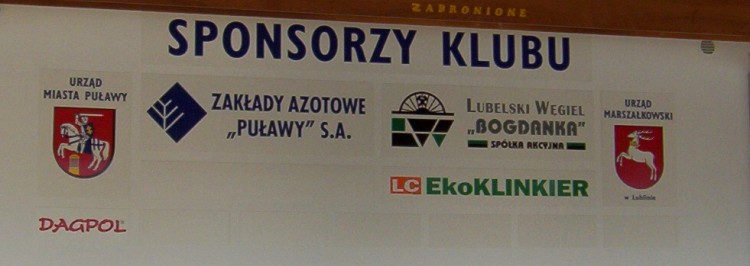 ZABRONIONE
SPONSORZY KLUBU
URZĄD
MIASTA PUŁAWY
ZAKŁADY AZOTOWE
„PUŁAWY” S.A.
LUBELSKI WĘGIEL
„BOGDANKA”
SPÓŁKA AKCYJNA
URZĄD
MARSZAŁKOWSKI
w Lublinie
LC EkoKLINKIER
DAGPOL®